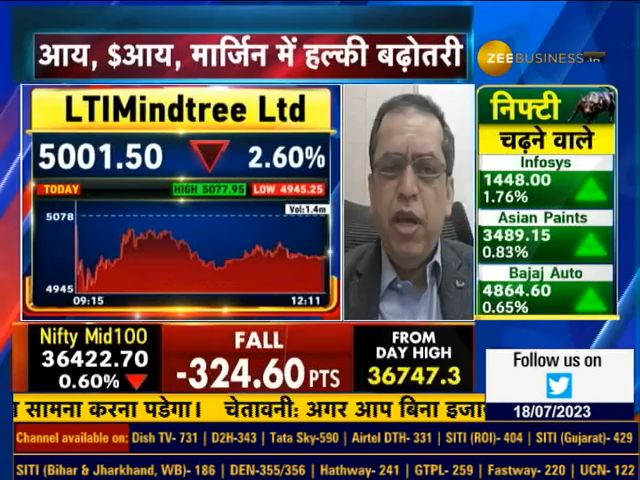 आय, $आय, मार्जिन में हल्की बढ़ोतरी
ZEE BUSINESS
LTIMindtree Ltd
5001.50 2.60%
TODAY HIGH 5077.95 LOW 4945.25
Vol:1.4m
5078
4945
09:15 12:11
निफ्टी
चढ़ने वाले
Infosys
1448.00
1.76%
Asian Paints
3489.15
0.83%
Bajaj Auto
4864.60
0.65%
Nifty Mid100
36422.70
0.60%
FALL
-324.60 PTS
FROM
DAY HIGH
36747.3
Follow us on
18/07/2023
सामना करना पड़ेगा। चेतावनी: अगर आप बिना
Channel available on: Dish TV- 731 | D2H-343 | Tata Sky-590 | Airtel DTH- 331 | SITI (ROI)- 404 | SITI (Gujarat)- 429
SITI (Bihar & Jharkhand, WB)- 186 | DEN-355/356 | Hathway- 241 | GTPL- 259 | Fastway- 220 | UCN- 122